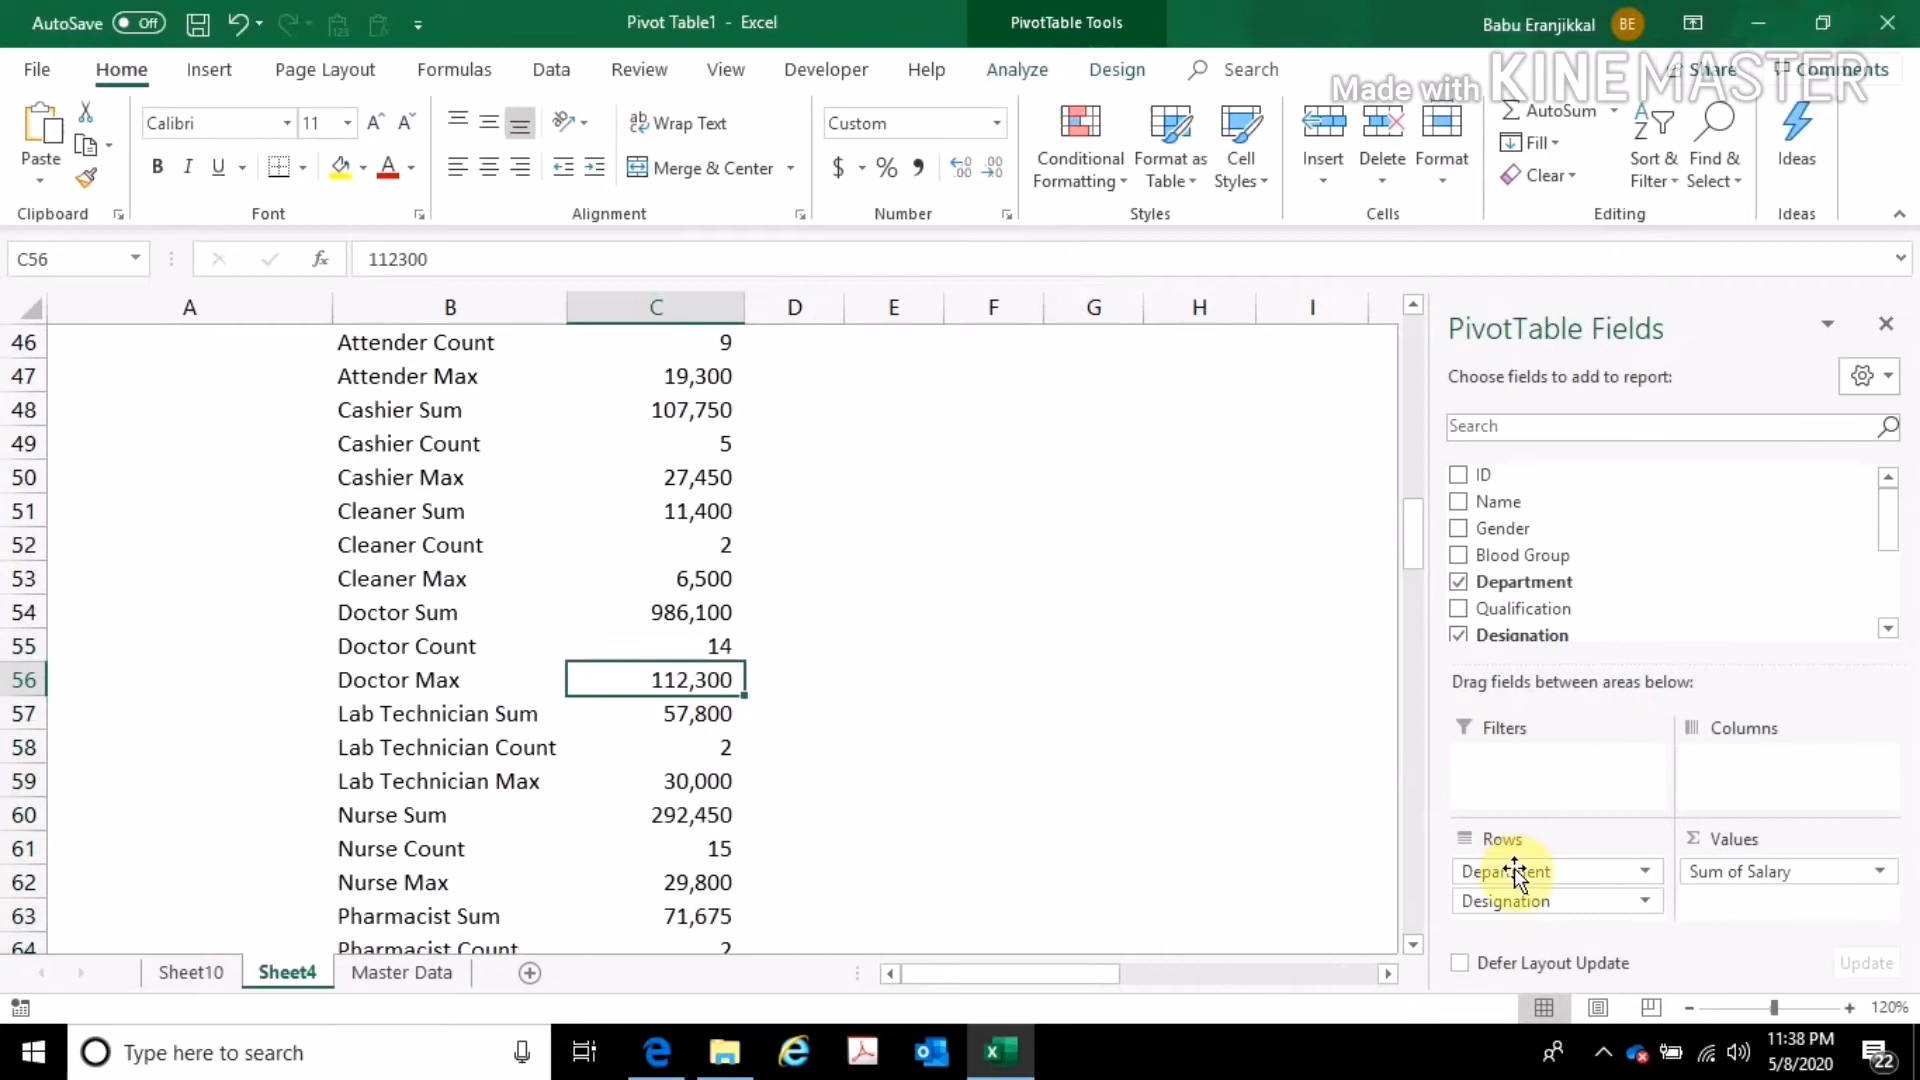 AutoSave Off
Pivot Table1 - Excel
PivotTable Tools
Babu Eranjikkal BE
File Home Insert Page Layout Formulas Data Review View Developer Help Analyze Design Search Share Comments
Made with KINEMASTER
Paste
Clipboard
Calibri 11
B I U A
Font
Wrap Text
Merge & Center
Alignment
Custom
$ % ,
Number
Conditional Formatting
Format as Table
Cell Styles
Styles
Insert Delete Format
Cells
AutoSum
Fill
Clear
Sort & Filter
Find & Select
Editing
Ideas
Ideas
C56 fx 112300
A B C D E F G H I
46 Attender Count 9
47 Attender Max 19,300
48 Cashier Sum 107,750
49 Cashier Count 5
50 Cashier Max 27,450
51 Cleaner Sum 11,400
52 Cleaner Count 2
53 Cleaner Max 6,500
54 Doctor Sum 986,100
55 Doctor Count 14
56 Doctor Max 112,300
57 Lab Technician Sum 57,800
58 Lab Technician Count 2
59 Lab Technician Max 30,000
60 Nurse Sum 292,450
61 Nurse Count 15
62 Nurse Max 29,800
63 Pharmacist Sum 71,675
64 Pharmacist Count 2
PivotTable Fields
Choose fields to add to report:
Search
ID
Name
Gender
Blood Group
Department
Qualification
Designation
Drag fields between areas below:
Filters
Columns
Rows
Values
Department
Sum of Salary
Designation
Defer Layout Update
Update
Sheet10 Sheet4 Master Data
120%
Type here to search
11:38 PM
5/8/2020
22